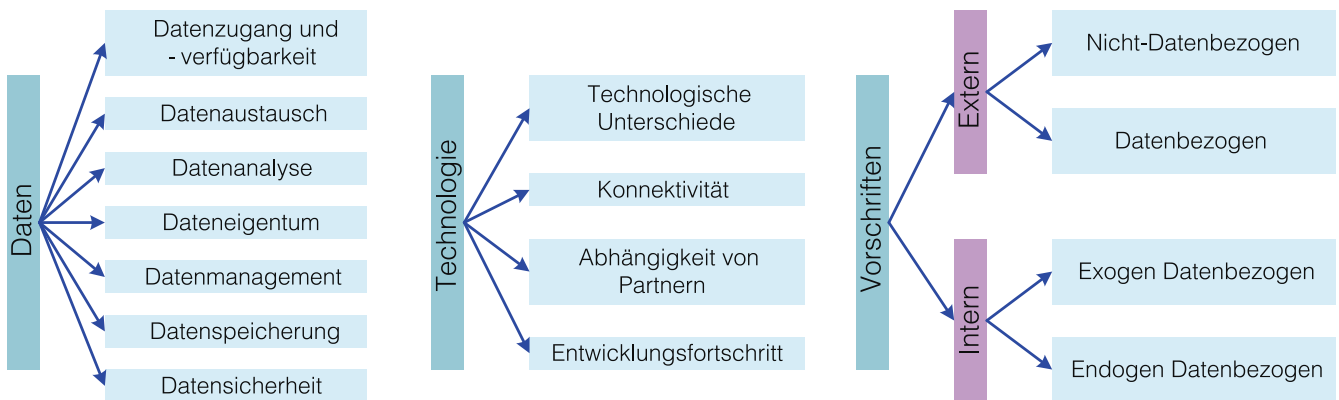 Daten
Datenzugang und
- verfügbarkeit
Datenaustausch
Datenanalyse
Dateneigentum
Datenmanagement
Datenspeicherung
Datensicherheit
Technologie
Technologische
Unterschiede
Konnektivität
Abhängigkeit von
Partnern
Entwicklungsfortschritt
Vorschriften
Extern
Nicht-Datenbezogen
Datenbezogen
Intern
Exogen Datenbezogen
Endogen Datenbezogen